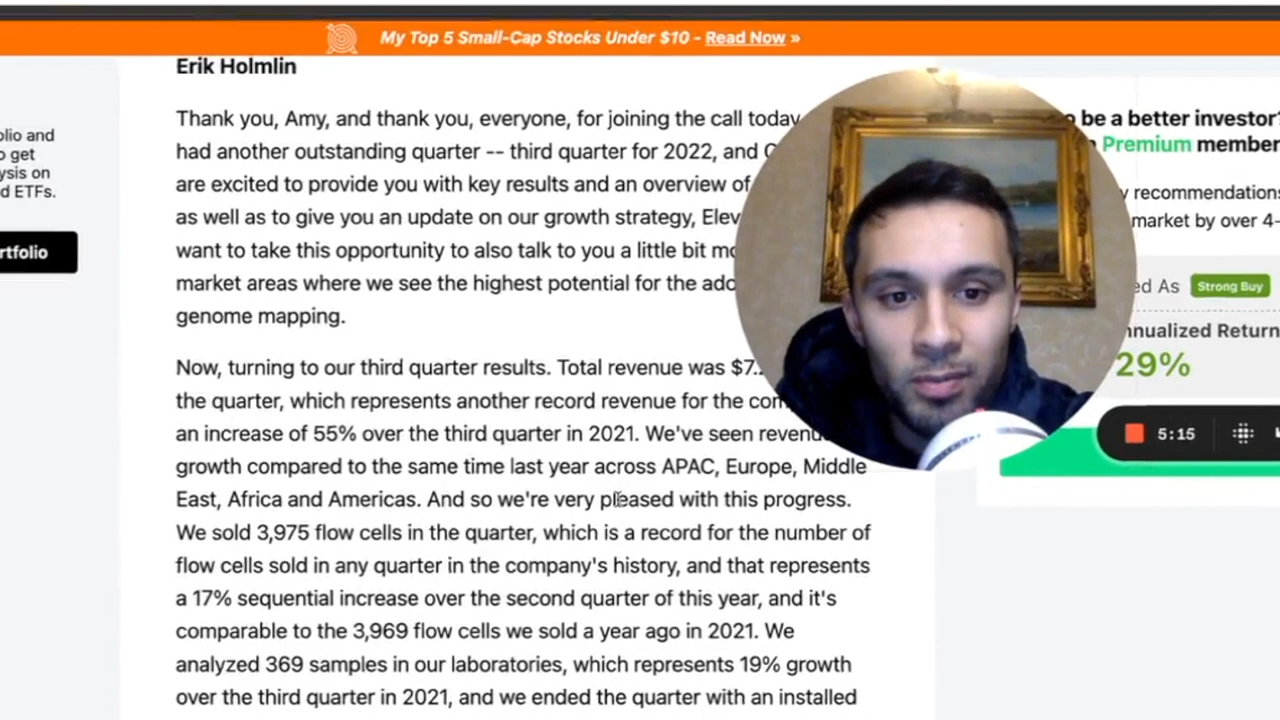 My Top 5 Small-Cap Stocks Under $10 - Read Now »
Erik Holmlin
Thank you, Amy, and thank you, everyone, for joining the call today
had another outstanding quarter -- third quarter for 2022, and
are excited to provide you with key results and an overview of
as well as to give you an update on our growth strategy,
want to take this opportunity to also talk to you a little bit
market areas where we see the highest potential for the
genome mapping.
Now, turning to our third quarter results. Total revenue was $7.
the quarter, which represents another record revenue for the
an increase of 55% over the third quarter in 2021. We've seen
growth compared to the same time last year across APAC, Europe, Middle
East, Africa and Americas. And so we're very pleased with this progress.
We sold 3,975 flow cells in the quarter, which is a record for the number of
flow cells sold in any quarter in the company's history, and that represents
a 17% sequential increase over the second quarter of this year, and it's
comparable to the 3,969 flow cells we sold a year ago in 2021. We
analyzed 369 samples in our laboratories, which represents 19% growth
over the third quarter in 2021, and we ended the quarter with an installed
olio and
o get
ysis on
d ETFs.
rtfolio
o be a better investor?
Premium member
y recommendations
market by over 4-
ed As Strong Buy
nnualized Return
29%
5:15